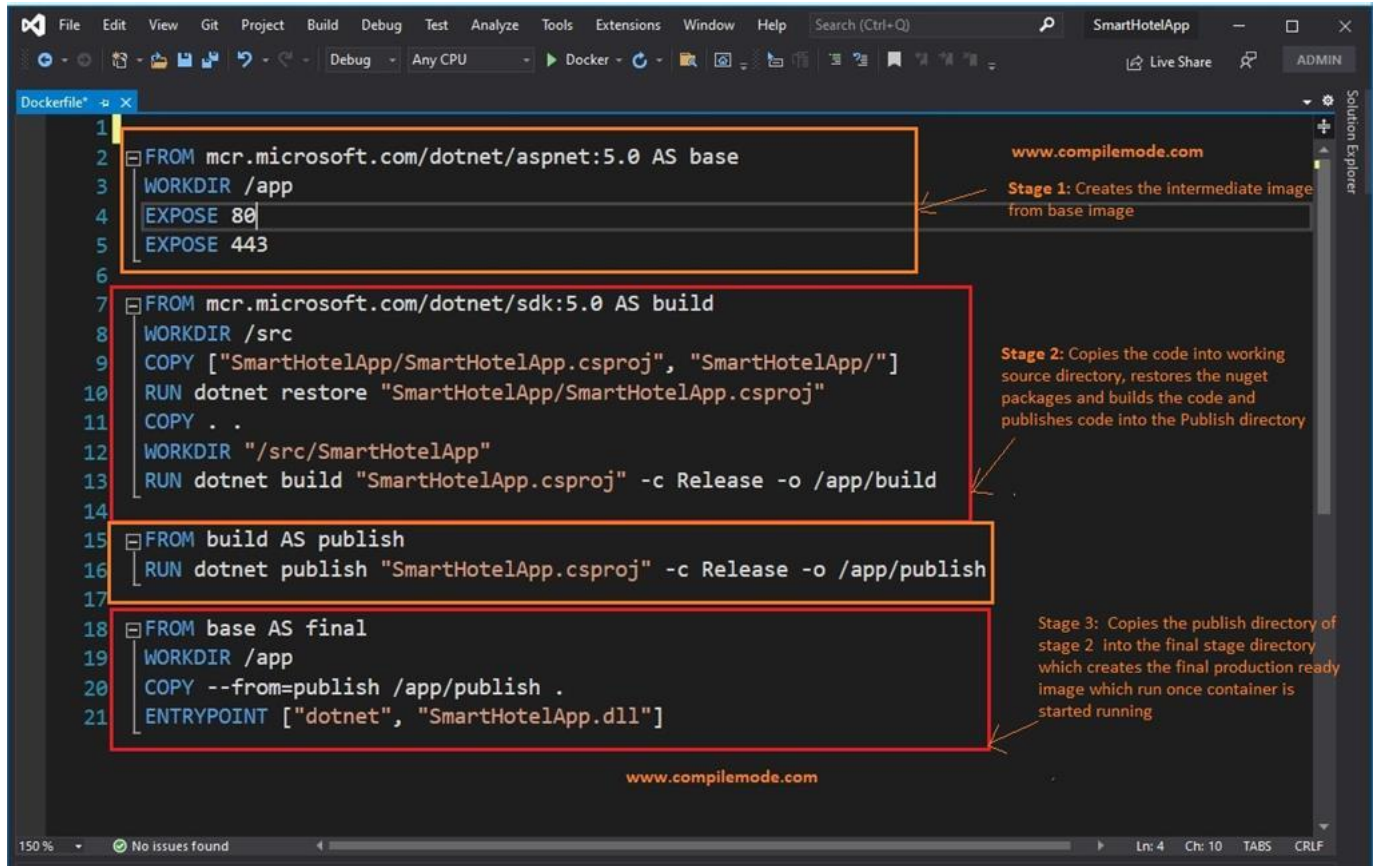 File Edit View Git Project Build Debug Test Analyze Tools Extensions Window Help Search (Ctrl+Q) SmartHotelApp
Debug Any CPU Docker Live Share ADMIN
Dockerfile*
Solution Explorer
1
2 FROM mcr.microsoft.com/dotnet/aspnet:5.0 AS base
3 WORKDIR /app
4 EXPOSE 80
5 EXPOSE 443
6
7 FROM mcr.microsoft.com/dotnet/sdk:5.0 AS build
8 WORKDIR /src
9 COPY ["SmartHotelApp/SmartHotelApp.csproj", "SmartHotelApp/"]
10 RUN dotnet restore "SmartHotelApp/SmartHotelApp.csproj"
11 COPY . .
12 WORKDIR "/src/SmartHotelApp"
13 RUN dotnet build "SmartHotelApp.csproj" -c Release -o /app/build
14
15 FROM build AS publish
16 RUN dotnet publish "SmartHotelApp.csproj" -c Release -o /app/publish
17
18 FROM base AS final
19 WORKDIR /app
20 COPY --from=publish /app/publish .
21 ENTRYPOINT ["dotnet", "SmartHotelApp.dll"]
www.compilemode.com
Stage 1: Creates the intermediate image
from base image
Stage 2: Copies the code into working
source directory, restores the nuget
packages and builds the code and
publishes code into the Publish directory
Stage 3: Copies the publish directory of
stage 2 into the final stage directory
which creates the final production ready
image which run once container is
started running
www.compilemode.com
150 % No issues found Ln: 4 Ch: 10 TABS CRLF